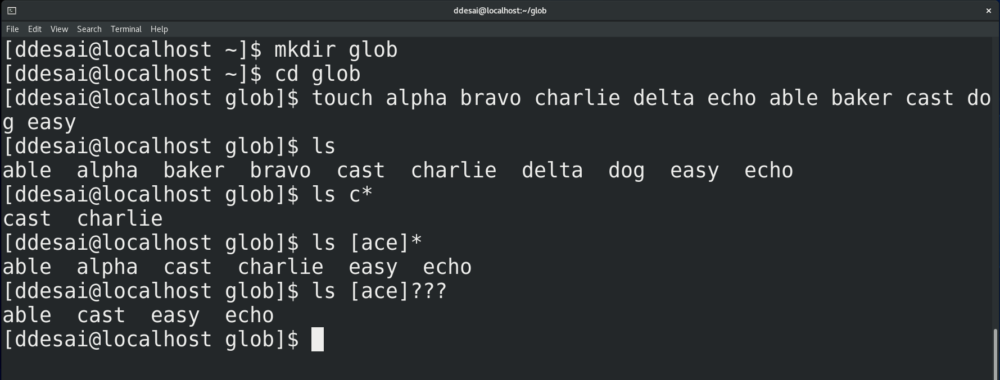 ddesai@localhost:~/glob ×
File Edit View Search Terminal Help
[ddesai@localhost ~]$ mkdir glob
[ddesai@localhost ~]$ cd glob
[ddesai@localhost glob]$ touch alpha bravo charlie delta echo able baker cast do
g easy
[ddesai@localhost glob]$ ls
able  alpha  baker  bravo  cast  charlie  delta  dog  easy  echo
[ddesai@localhost glob]$ ls c*
cast  charlie
[ddesai@localhost glob]$ ls [ace]*
able  alpha  cast  charlie  easy  echo
[ddesai@localhost glob]$ ls [ace]???
able  cast  easy  echo
[ddesai@localhost glob]$